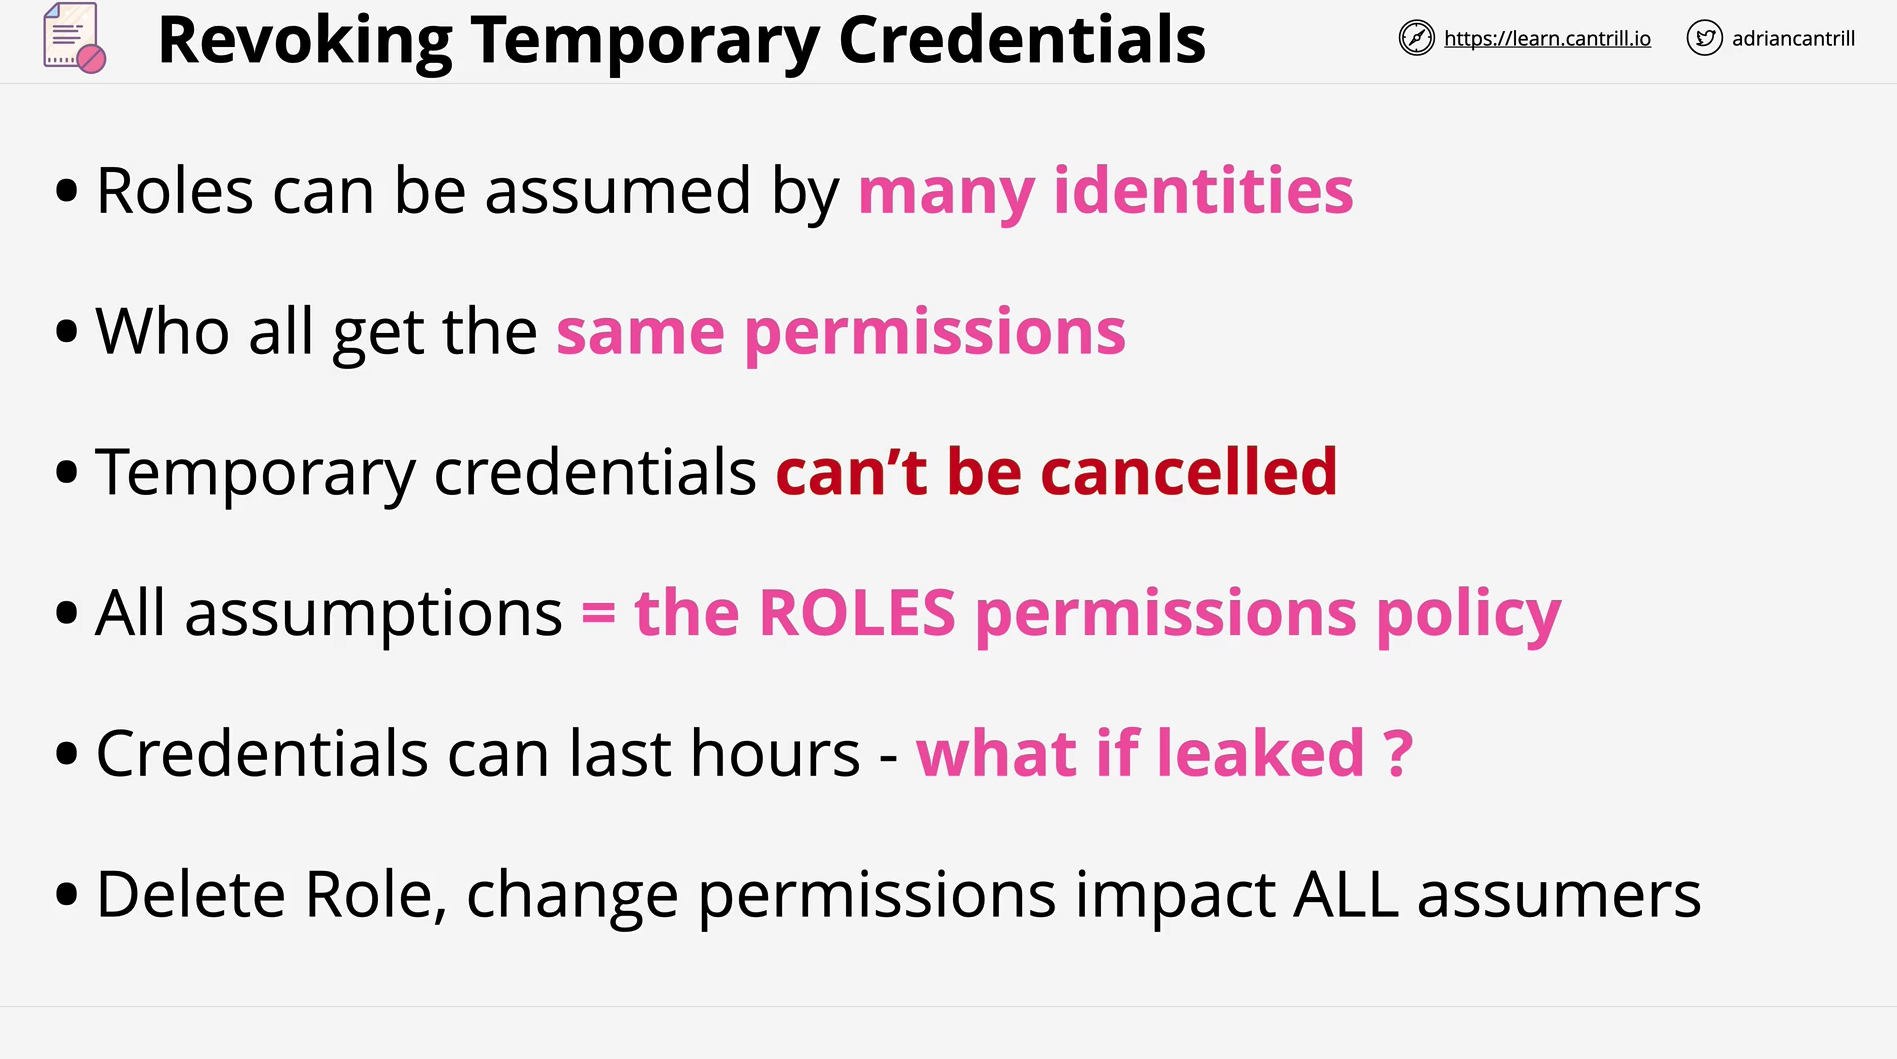 Revoking Temporary Credentials
https://learn.cantrill.io
adriancantrill
• Roles can be assumed by many identities
• Who all get the same permissions
• Temporary credentials can’t be cancelled
• All assumptions = the ROLES permissions policy
• Credentials can last hours - what if leaked ?
• Delete Role, change permissions impact ALL assumers